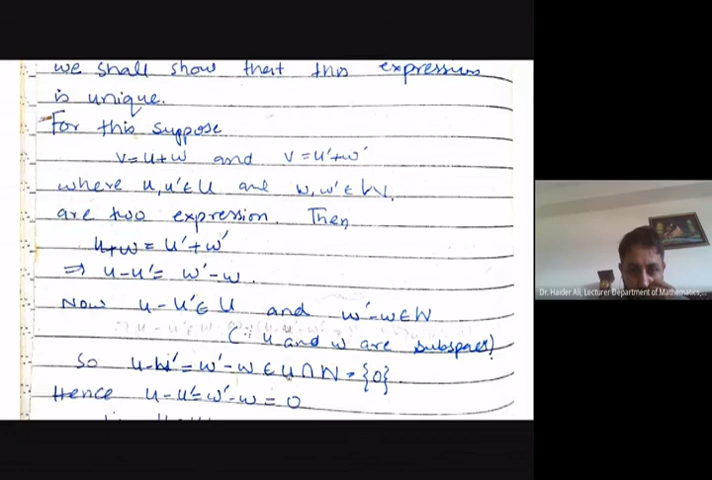 we shall show that this expression
is unique.
For this suppose
v=u+w and v=u'+w'
where u,u'∈U and w,w'∈W.
are two expression. Then
u+w=u'+w'
⇒ u-u'= w'-w.
Now u-u'∈U and w'-w∈W
(∵ U and W are subspaces)
So u-u'=w'-w∈U∩W={0}.
Hence u-u'=w'-w=0
Dr. Haider Ali, Lecturer Department of Mathematics,...